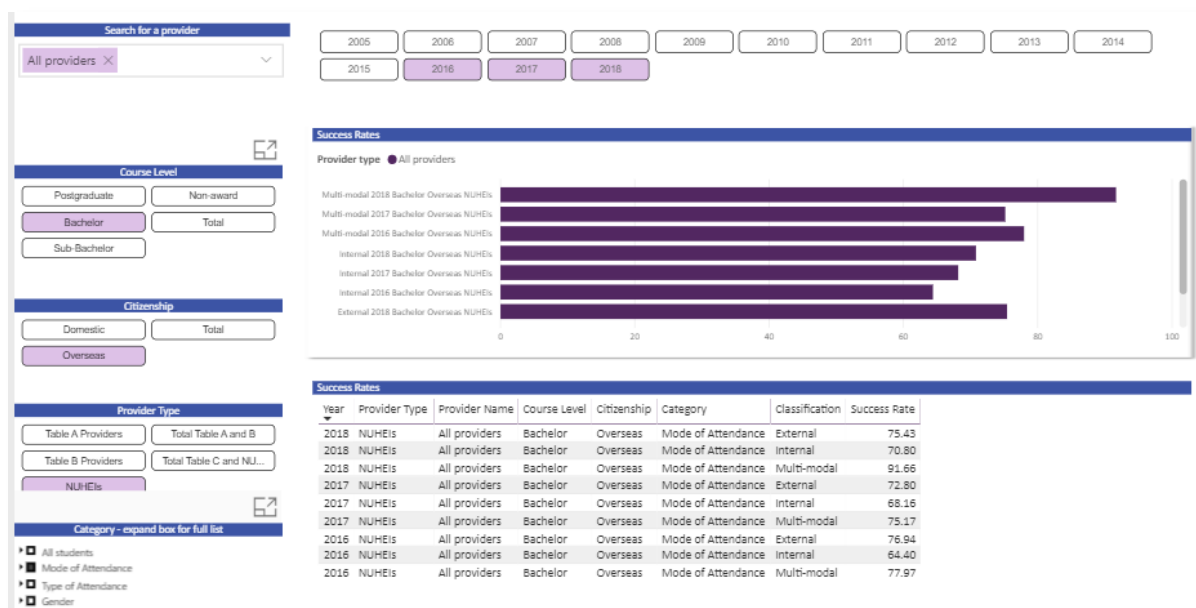 Search for a provider
All providers
2005 2006 2007 2008 2009 2010 2011 2012 2013 2014
2015 2016 2017 2018
Course Level
Postgraduate Non-award
Bachelor Total
Sub-Bachelor
Citizenship
Domestic Total
Overseas
Provider Type
Table A Providers Total Table A and B
Table B Providers Total Table C and NU...
NUHEIs
Category - expand box for full list
All students
Mode of Attendance
Type of Attendance
Gender
Success Rates
Provider type All providers
Multi-modal 2018 Bachelor Overseas NUHEIs
Multi-modal 2017 Bachelor Overseas NUHEIs
Multi-modal 2016 Bachelor Overseas NUHEIs
Internal 2018 Bachelor Overseas NUHEIs
Internal 2017 Bachelor Overseas NUHEIs
Internal 2016 Bachelor Overseas NUHEIs
External 2018 Bachelor Overseas NUHEIs
0 20 40 60 80 100
Success Rates
Year Provider Type Provider Name Course Level Citizenship Category Classification Success Rate
2018 NUHEIs All providers Bachelor Overseas Mode of Attendance External 75.43
2018 NUHEIs All providers Bachelor Overseas Mode of Attendance Internal 70.80
2018 NUHEIs All providers Bachelor Overseas Mode of Attendance Multi-modal 91.66
2017 NUHEIs All providers Bachelor Overseas Mode of Attendance External 72.80
2017 NUHEIs All providers Bachelor Overseas Mode of Attendance Internal 68.16
2017 NUHEIs All providers Bachelor Overseas Mode of Attendance Multi-modal 75.17
2016 NUHEIs All providers Bachelor Overseas Mode of Attendance External 76.94
2016 NUHEIs All providers Bachelor Overseas Mode of Attendance Internal 64.40
2016 NUHEIs All providers Bachelor Overseas Mode of Attendance Multi-modal 77.97